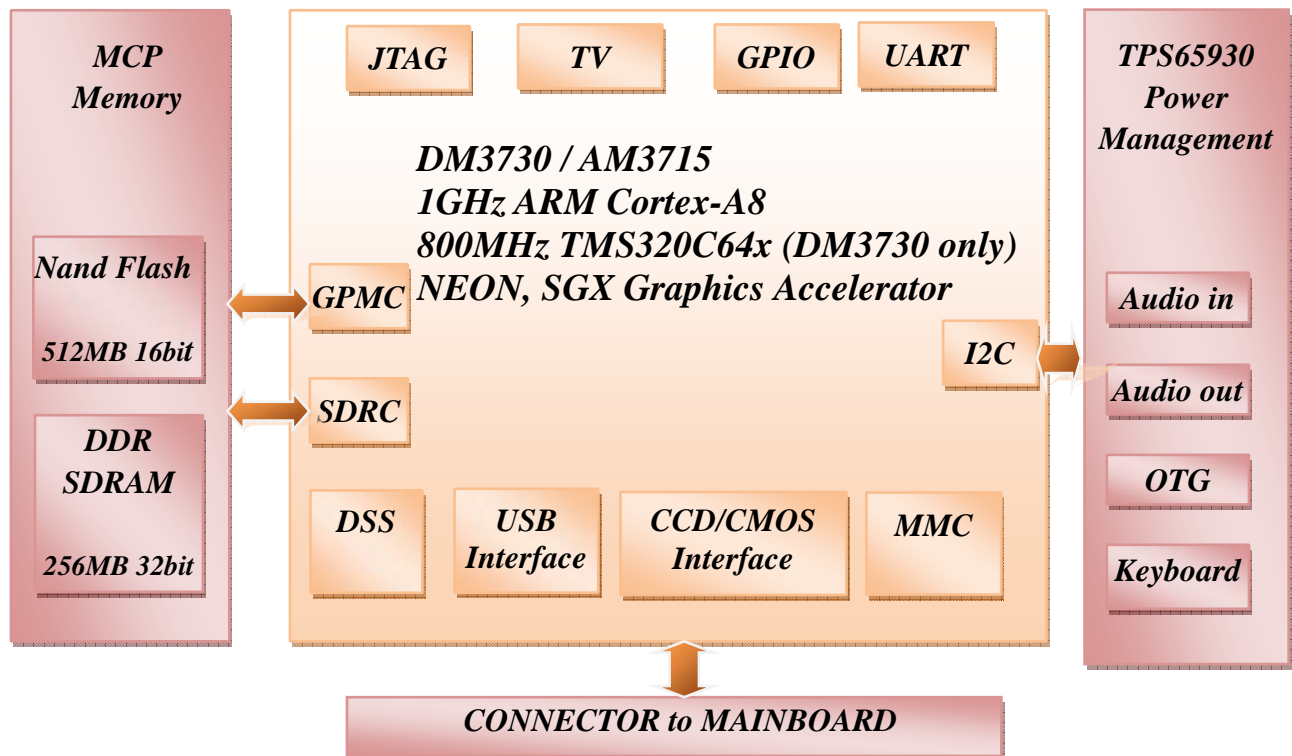 MCP
Memory
Nand Flash
512MB 16bit
DDR
SDRAM
256MB 32bit
JTAG
TV
GPIO
UART
DM3730 / AM3715
1GHz ARM Cortex-A8
800MHz TMS320C64x (DM3730 only)
NEON, SGX Graphics Accelerator
GPMC
SDRC
I2C
DSS
USB
Interface
CCD/CMOS
Interface
MMC
TPS65930
Power
Management
Audio in
Audio out
OTG
Keyboard
CONNECTOR to MAINBOARD